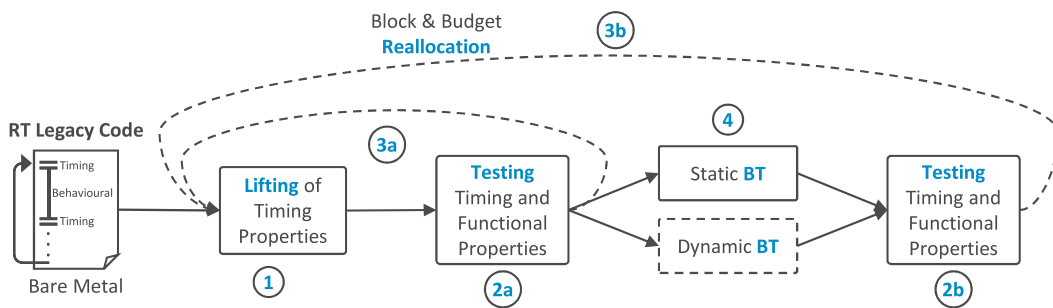 Block & Budget
Reallocation
3b
RT Legacy Code
Timing
Behavioural
Timing
Bare Metal
3a
Lifting of
Timing
Properties
1
Testing
Timing and
Functional
Properties
2a
4
Static BT
Dynamic BT
Testing
Timing and
Functional
Properties
2b